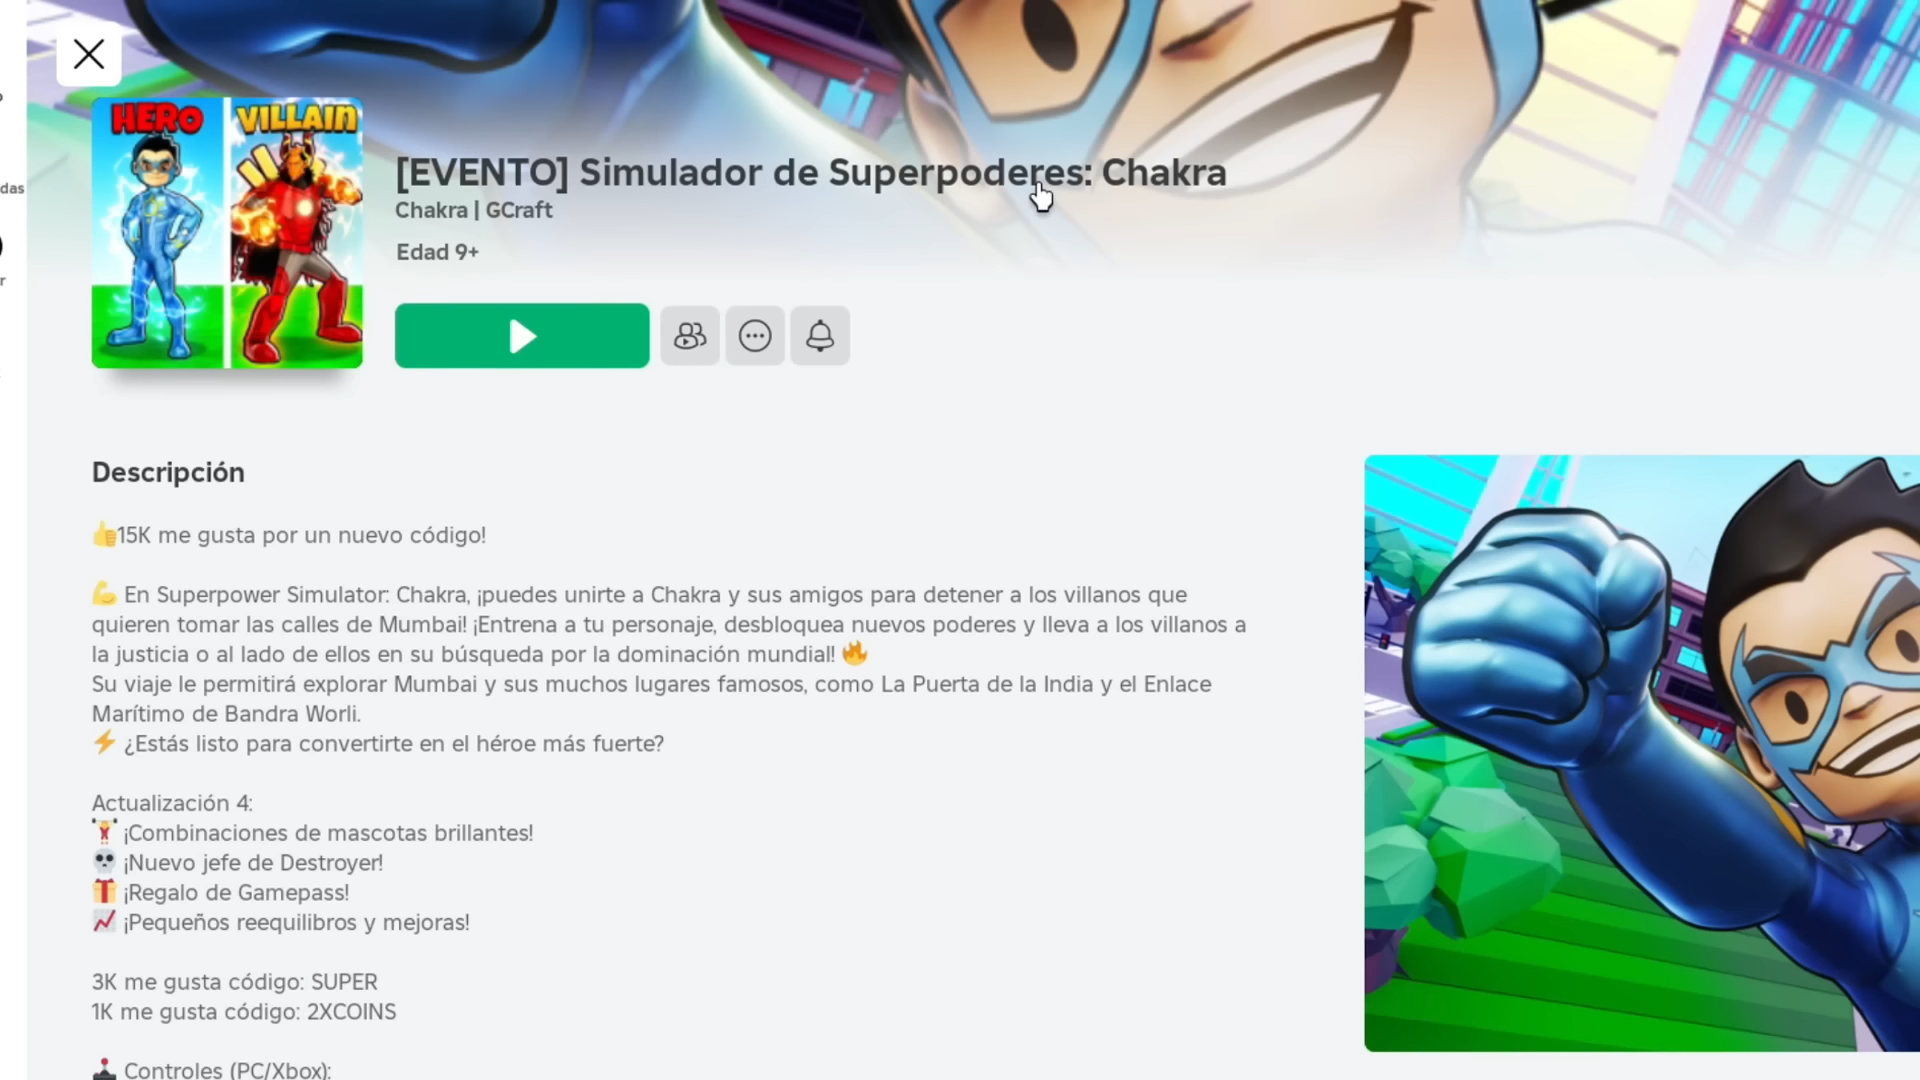 das
r
HERO VILLAIN
[EVENTO] Simulador de Superpoderes: Chakra
Chakra | GCraft
Edad 9+
Descripción
👍15K me gusta por un nuevo código!
💪 En Superpower Simulator: Chakra, ¡puedes unirte a Chakra y sus amigos para detener a los villanos que
quieren tomar las calles de Mumbai! ¡Entrena a tu personaje, desbloquea nuevos poderes y lleva a los villanos a
la justicia o al lado de ellos en su búsqueda por la dominación mundial! 🔥
Su viaje le permitirá explorar Mumbai y sus muchos lugares famosos, como La Puerta de la India y el Enlace
Marítimo de Bandra Worli.
⚡ ¿Estás listo para convertirte en el héroe más fuerte?
Actualización 4:
🏋 ¡Combinaciones de mascotas brillantes!
💀 ¡Nuevo jefe de Destroyer!
🎁 ¡Regalo de Gamepass!
📈 ¡Pequeños reequilibros y mejoras!
3K me gusta código: SUPER
1K me gusta código: 2XCOINS
🕹 Controles (PC/Xbox):